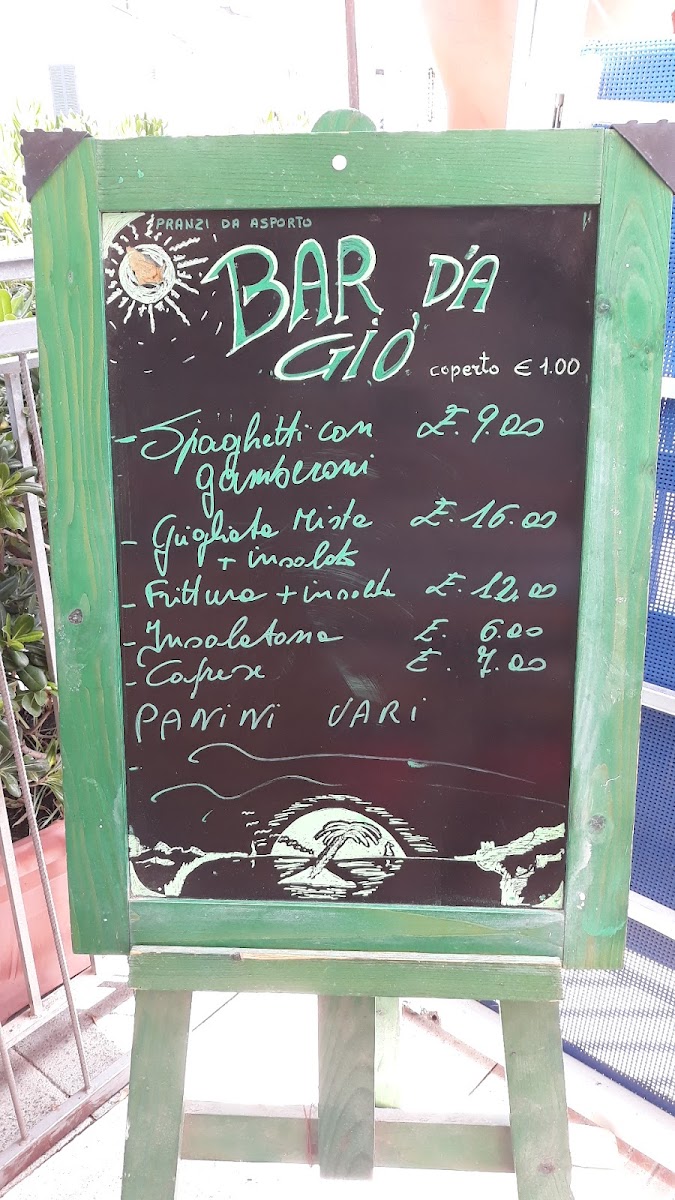 PRANZI DA ASPORTO
BAR D'A
GIO'
coperto € 1.00
- Spaghetti con £. 9.00
gamberoni
- Grigliata Mista £. 16.00
+ insalata
- Frittura + insalata £. 12,00
- Insalatona £. 6.00
- Caprese £. 7.00
PANINI VARI
-